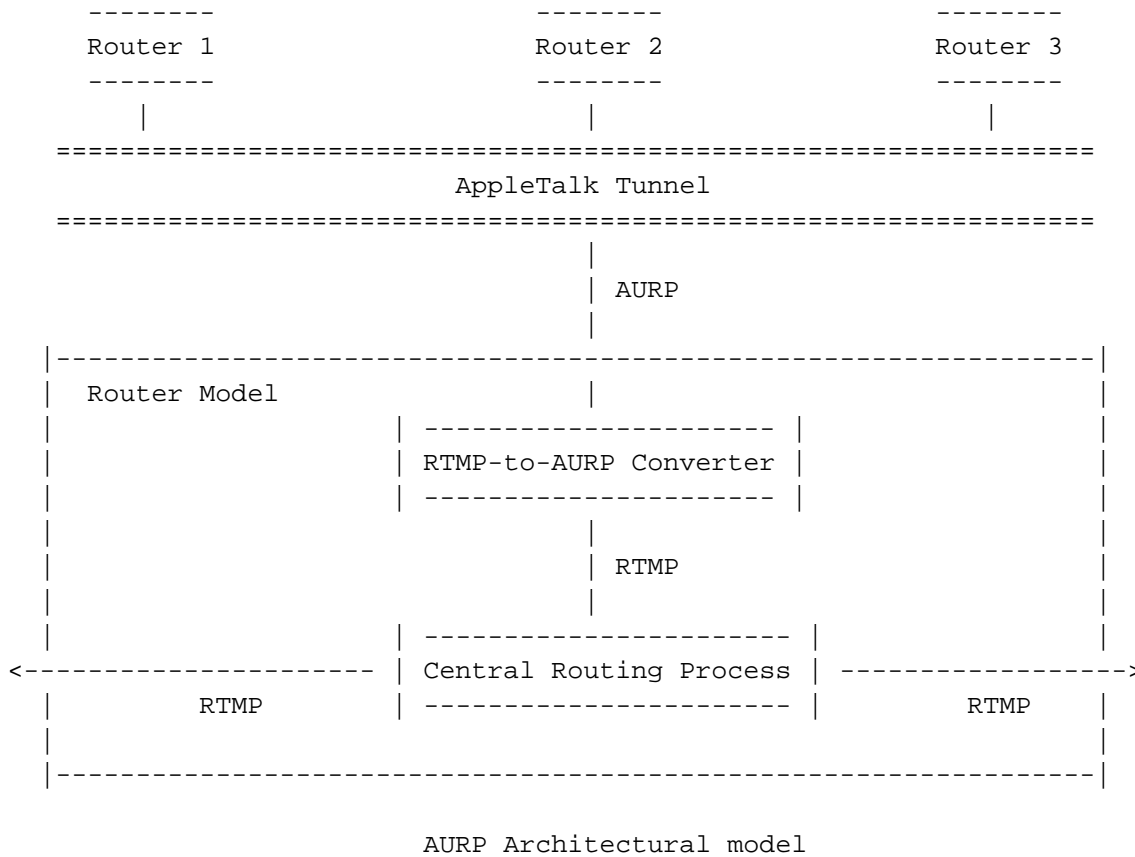 Router 1 Router 2 Router 3
AppleTalk Tunnel
AURP
Router Model
RTMP-to-AURP Converter
RTMP
Central Routing Process
RTMP RTMP
AURP Architectural model